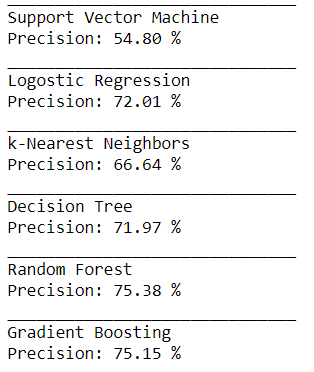 Support Vector Machine
Precision: 54.80 %
Logostic Regression
Precision: 72.01 %
k-Nearest Neighbors
Precision: 66.64 %
Decision Tree
Precision: 71.97 %
Random Forest
Precision: 75.38 %
Gradient Boosting
Precision: 75.15 %